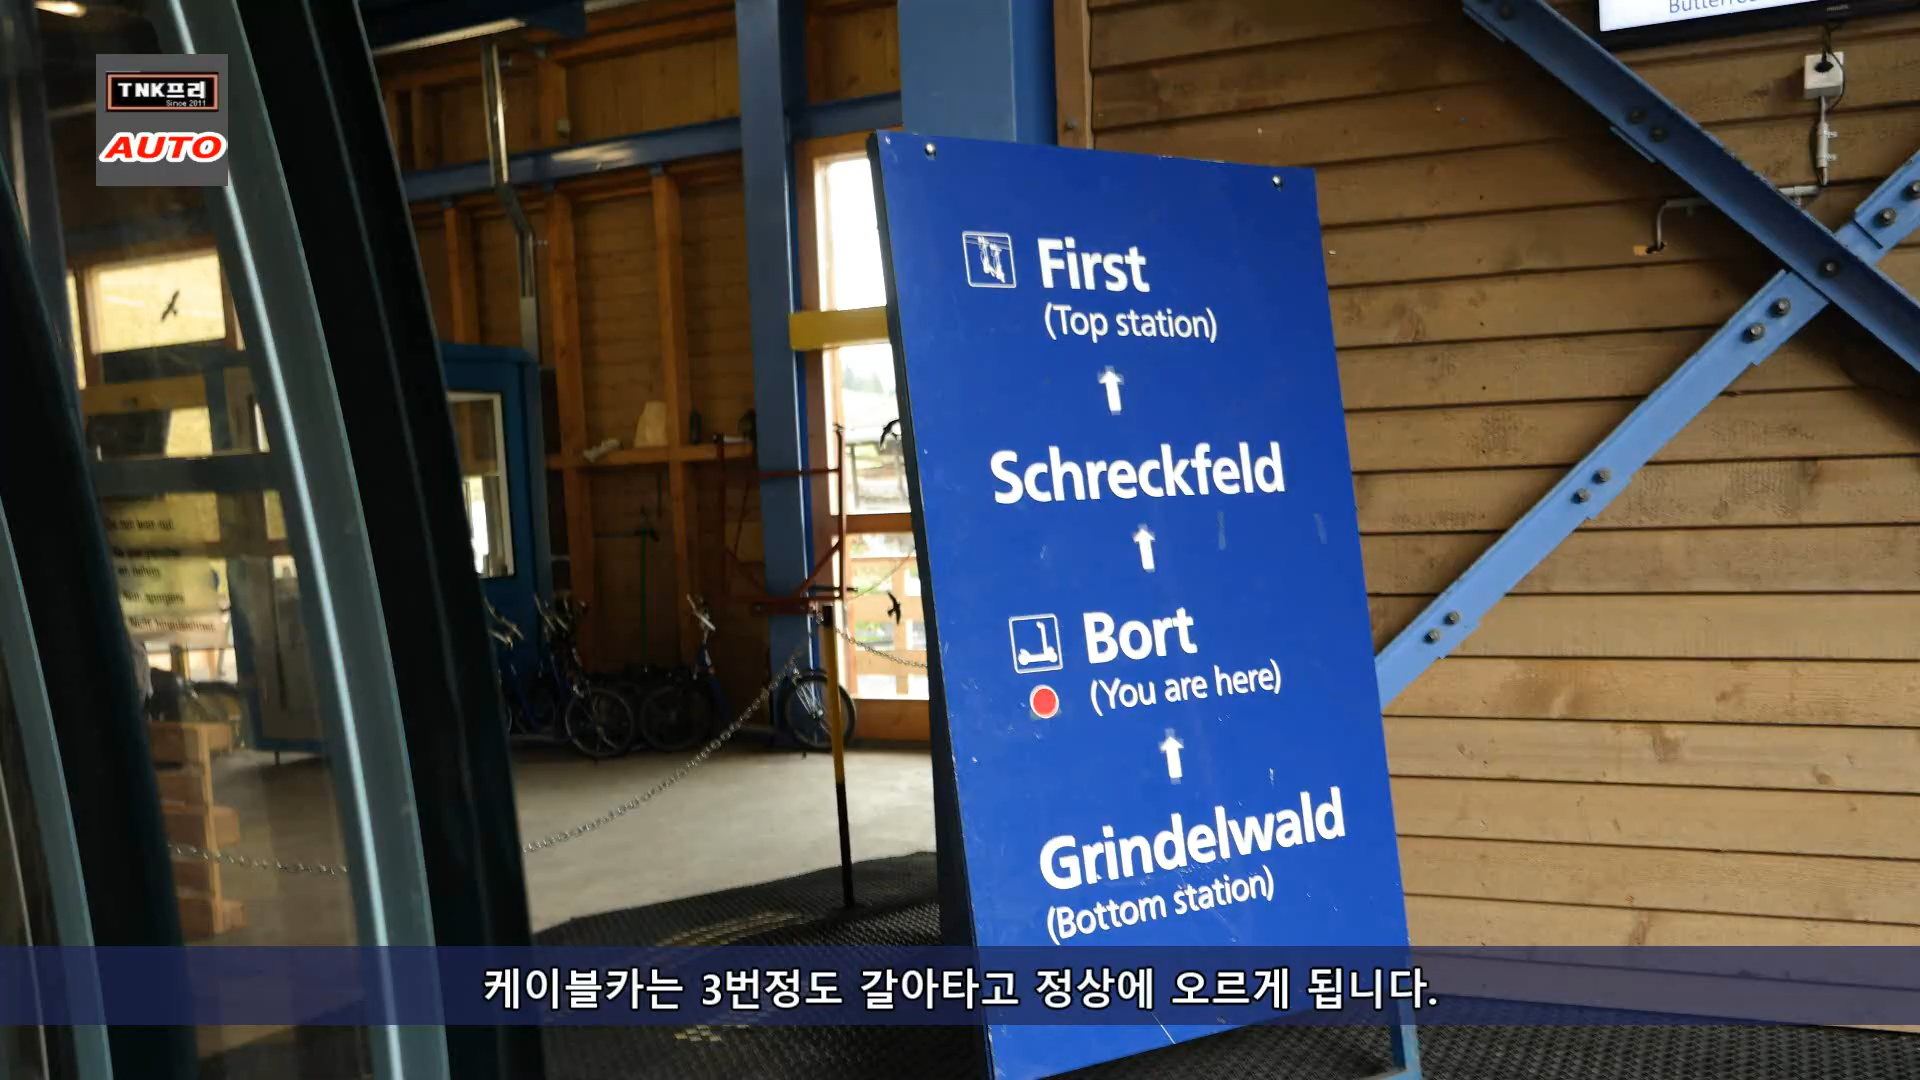 TNK프리
Since 2011
AUTO
First
(Top station)
Schreckfeld
Bort
(You are here)
Grindelwald
(Bottom station)
케이블카는 3번정도 갈아타고 정상에 오르게 됩니다.